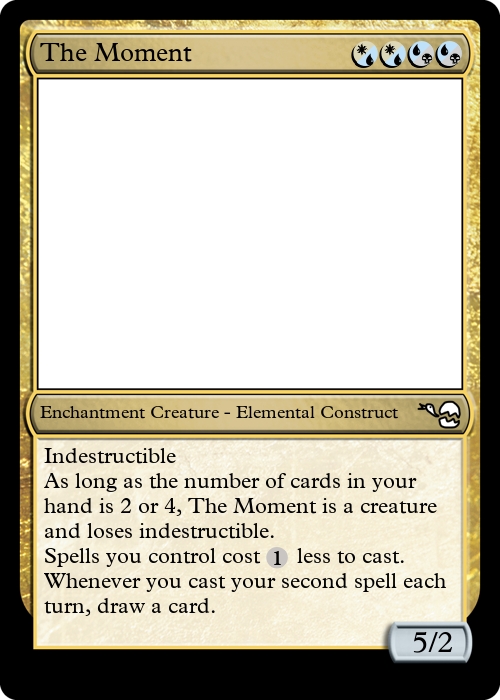 The Moment
Enchantment Creature - Elemental Construct
Indestructible
As long as the number of cards in your
hand is 2 or 4, The Moment is a creature
and loses indestructible.
Spells you control cost 1 less to cast.
Whenever you cast your second spell each
turn, draw a card.
5/2